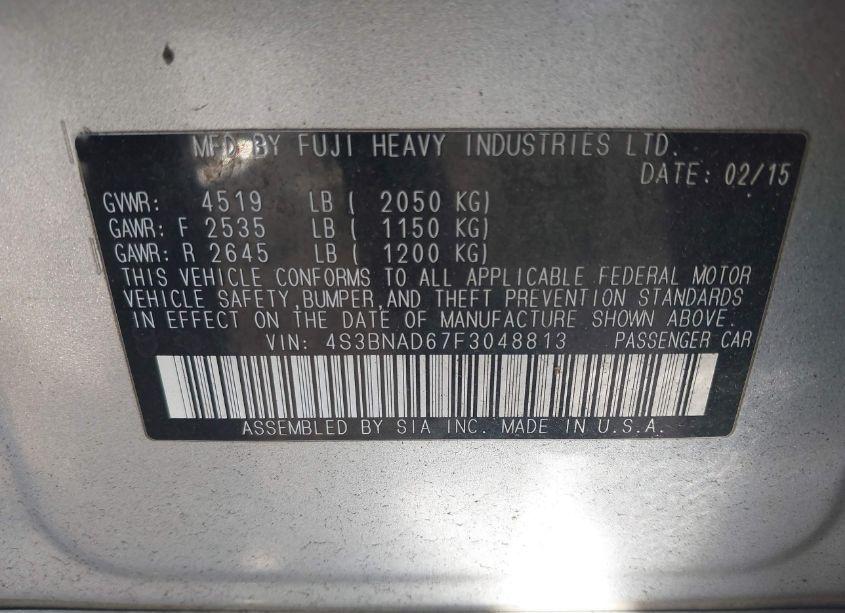 MFD BY FUJI HEAVY INDUSTRIES LTD.
DATE: 02/15
GVWR: 4519 LB ( 2050 KG)
GAWR: F 2535 LB ( 1150 KG)
GAWR: R 2645 LB ( 1200 KG)
THIS VEHICLE CONFORMS TO ALL APPLICABLE FEDERAL MOTOR
VEHICLE SAFETY,BUMPER,AND THEFT PREVENTION STANDARDS
IN EFFECT ON THE DATE OF MANUFACTURE SHOWN ABOVE.
VIN: 4S3BNAD67F3048813 PASSENGER CAR
ASSEMBLED BY SIA INC. MADE IN U.S.A.